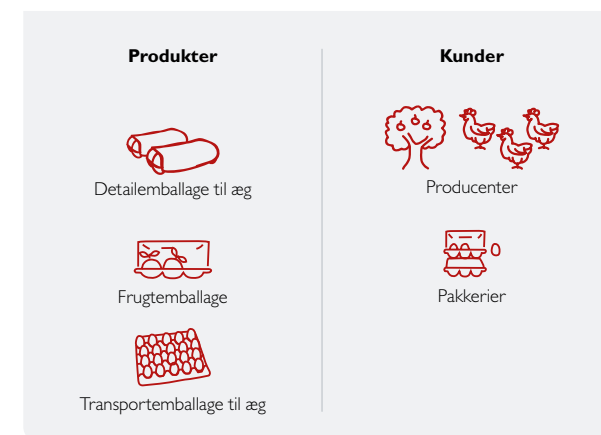 Produkter
Detailemballage til æg
Frugtemballage
Transportemballage til æg
Kunder
Producenter
Pakkerier